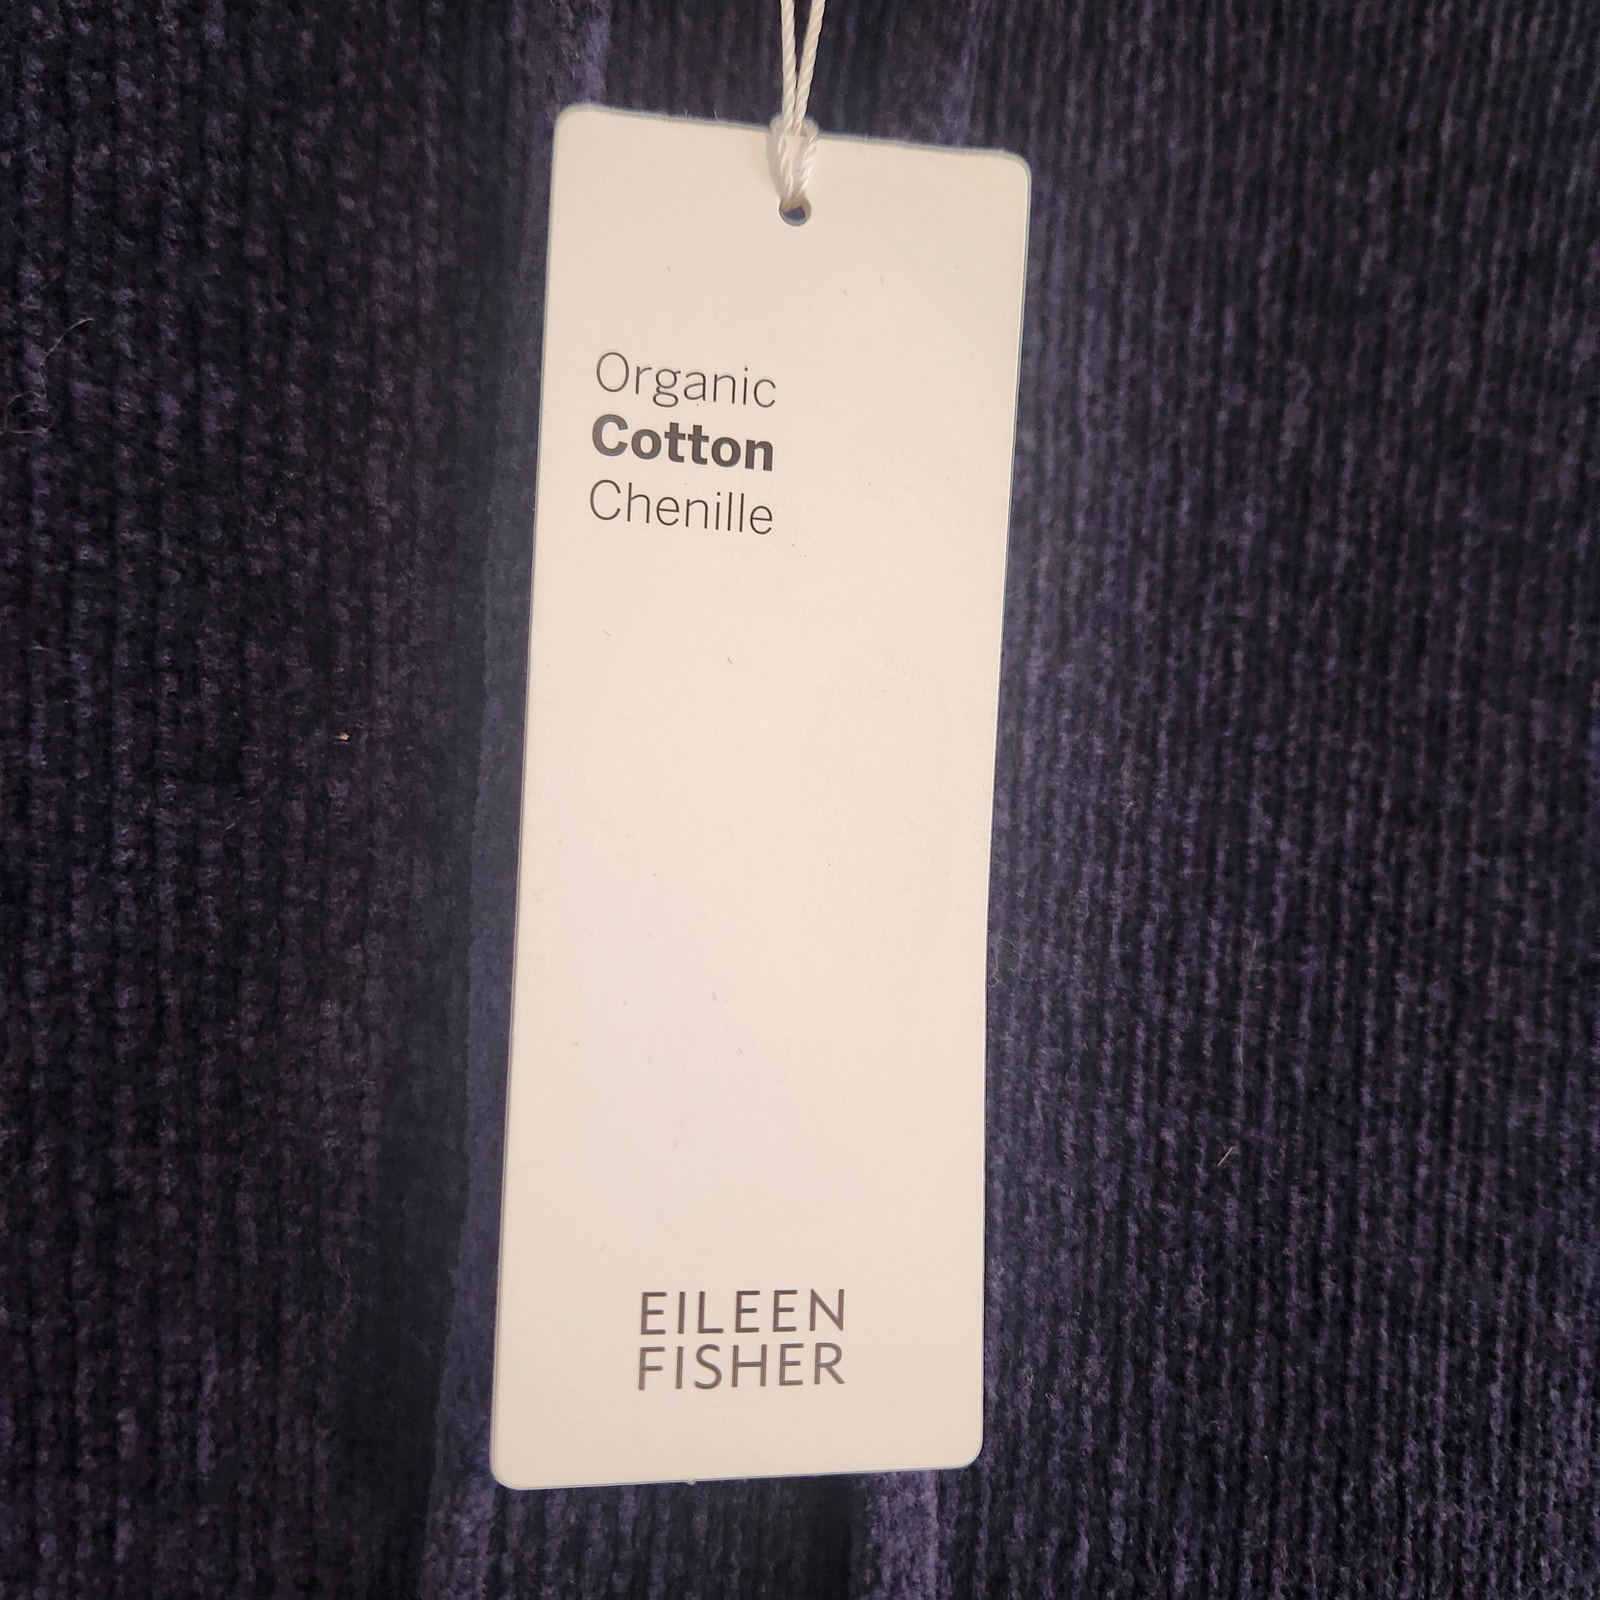 Organic
Cotton
Chenille
EILEEN
FISHER